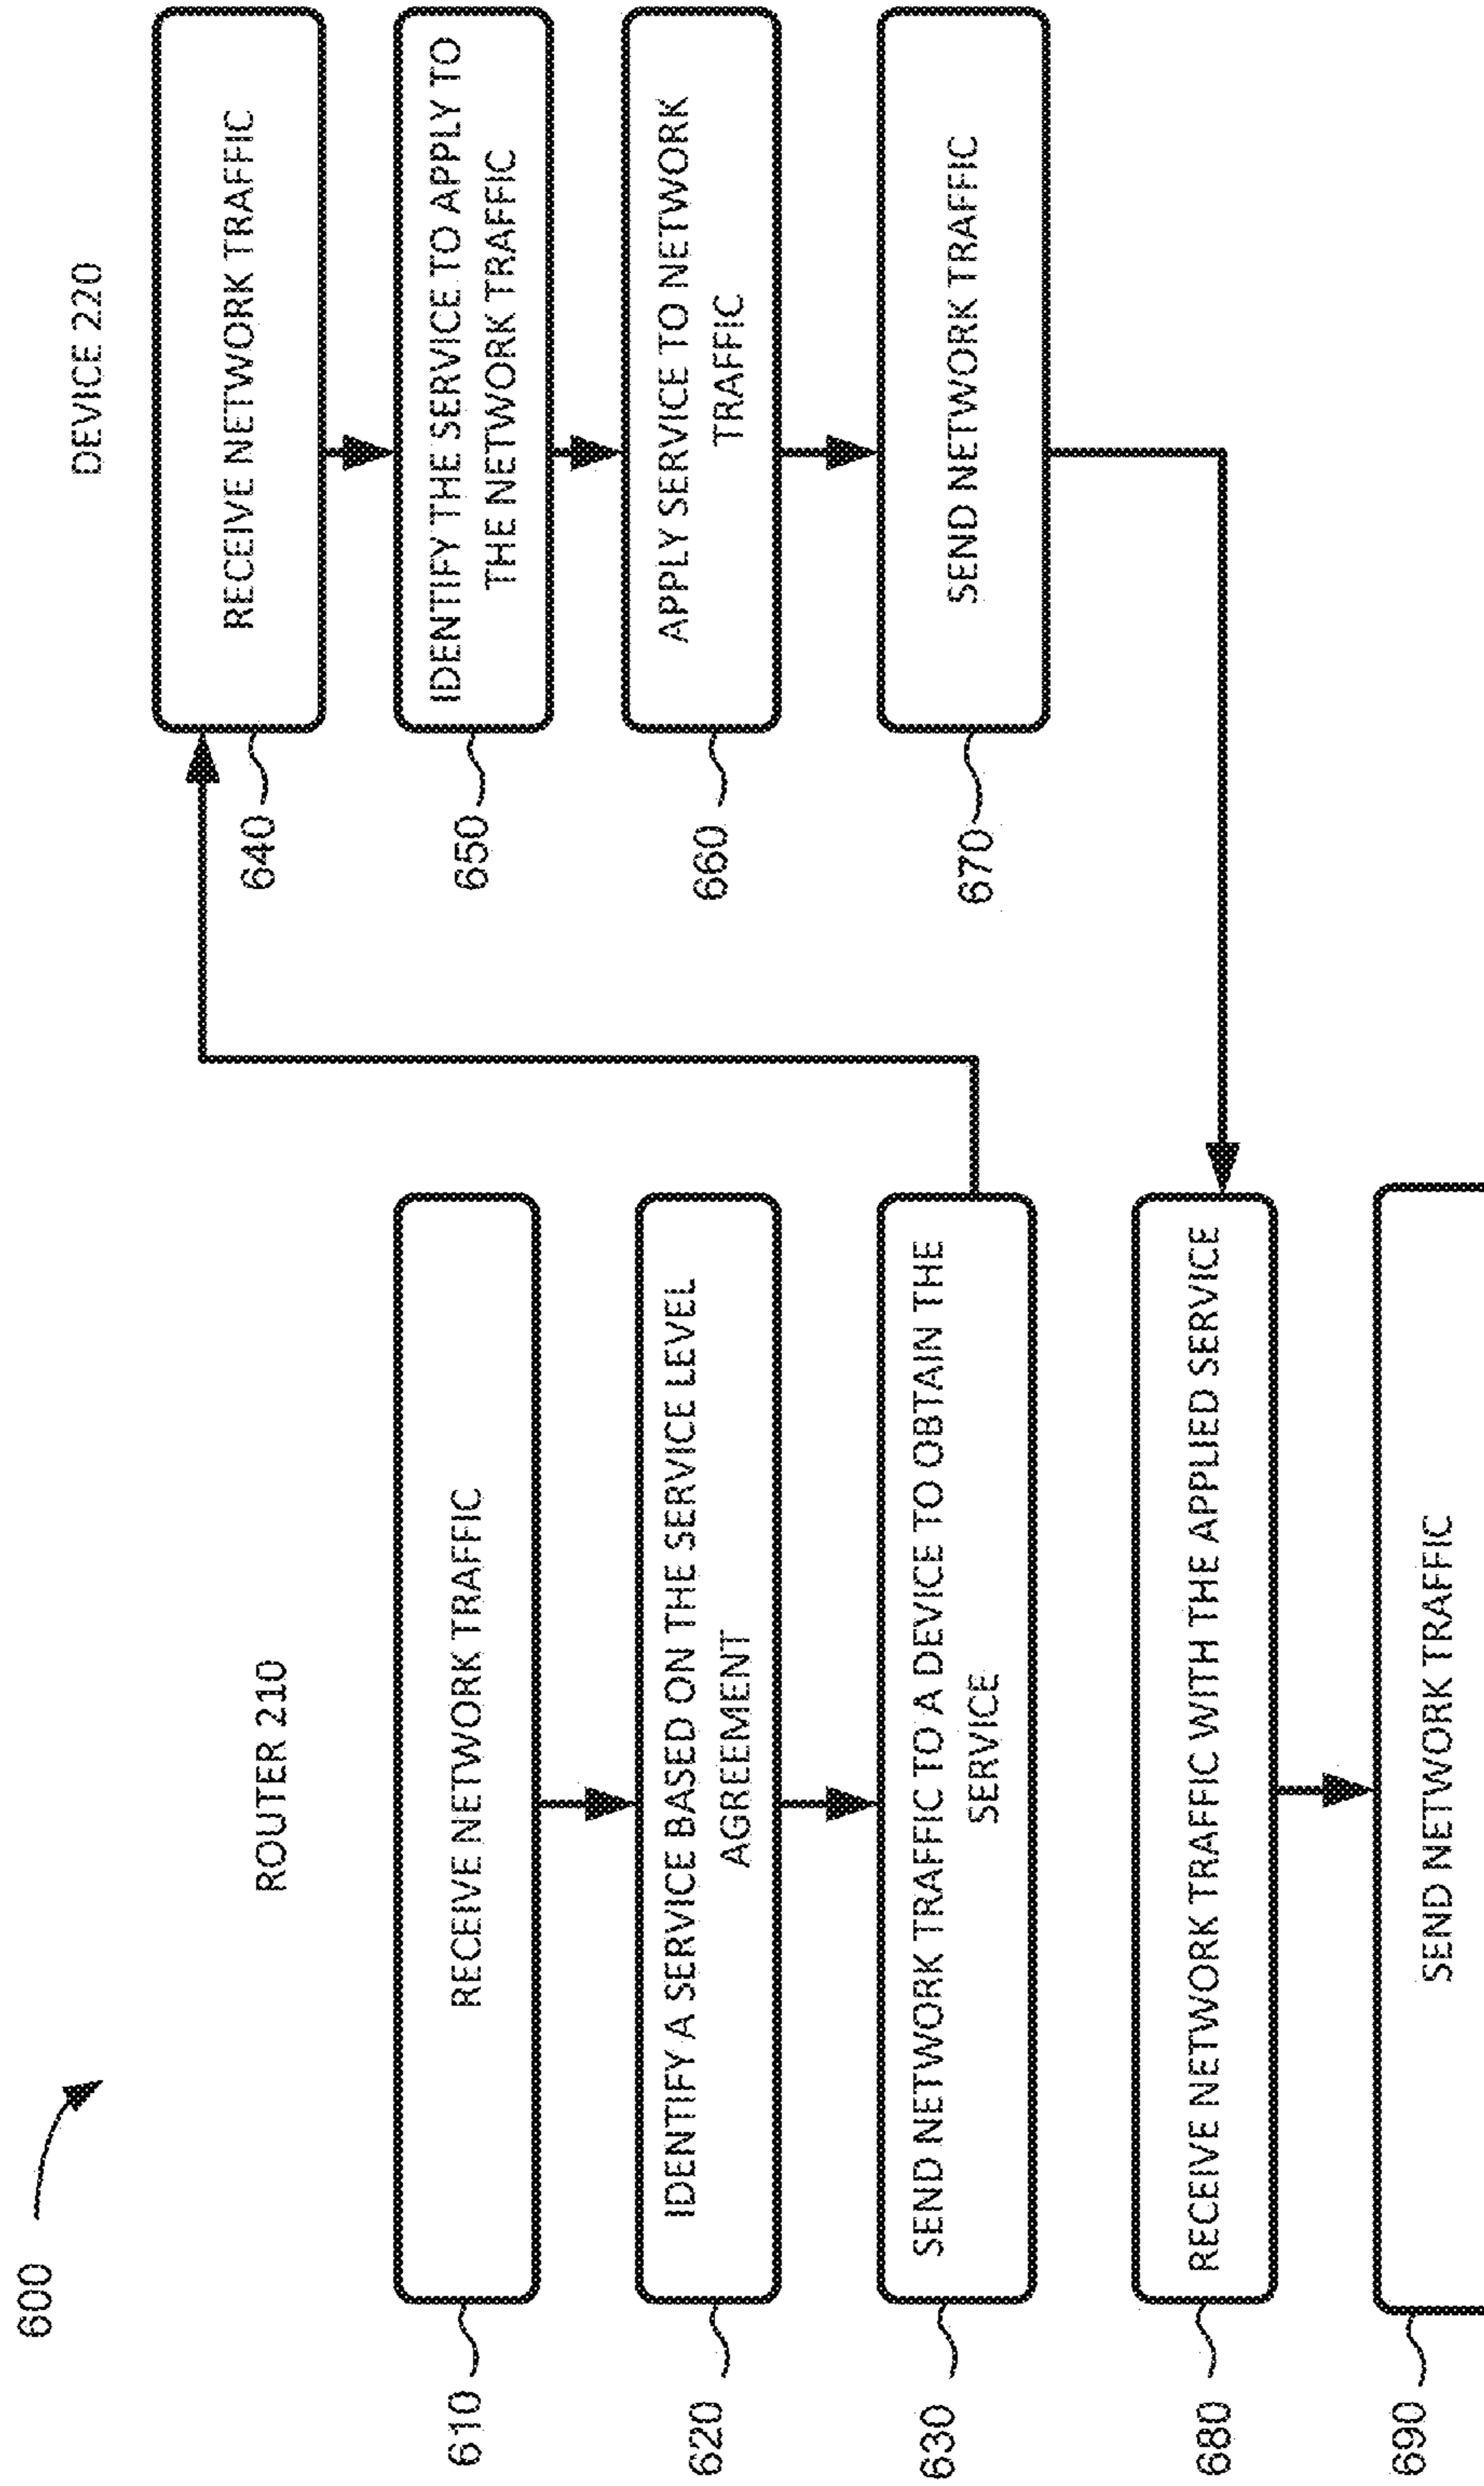 600
ROUTER 210
DEVICE 220
610
RECEIVE NETWORK TRAFFIC
620
IDENTIFY A SERVICE BASED ON THE SERVICE LEVEL
AGREEMENT
630
SEND NETWORK TRAFFIC TO A DEVICE TO OBTAIN THE
SERVICE
640
RECEIVE NETWORK TRAFFIC
650
IDENTIFY THE SERVICE TO APPLY TO
THE NETWORK TRAFFIC
660
APPLY SERVICE TO NETWORK
TRAFFIC
670
SEND NETWORK TRAFFIC
680
RECEIVE NETWORK TRAFFIC WITH THE APPLIED SERVICE
690
SEND NETWORK TRAFFIC